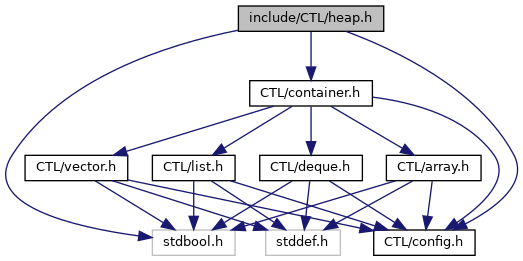 include/CTL/heap.h
CTL/container.h
CTL/vector.h
CTL/list.h
CTL/deque.h
CTL/array.h
stdbool.h
stddef.h
CTL/config.h